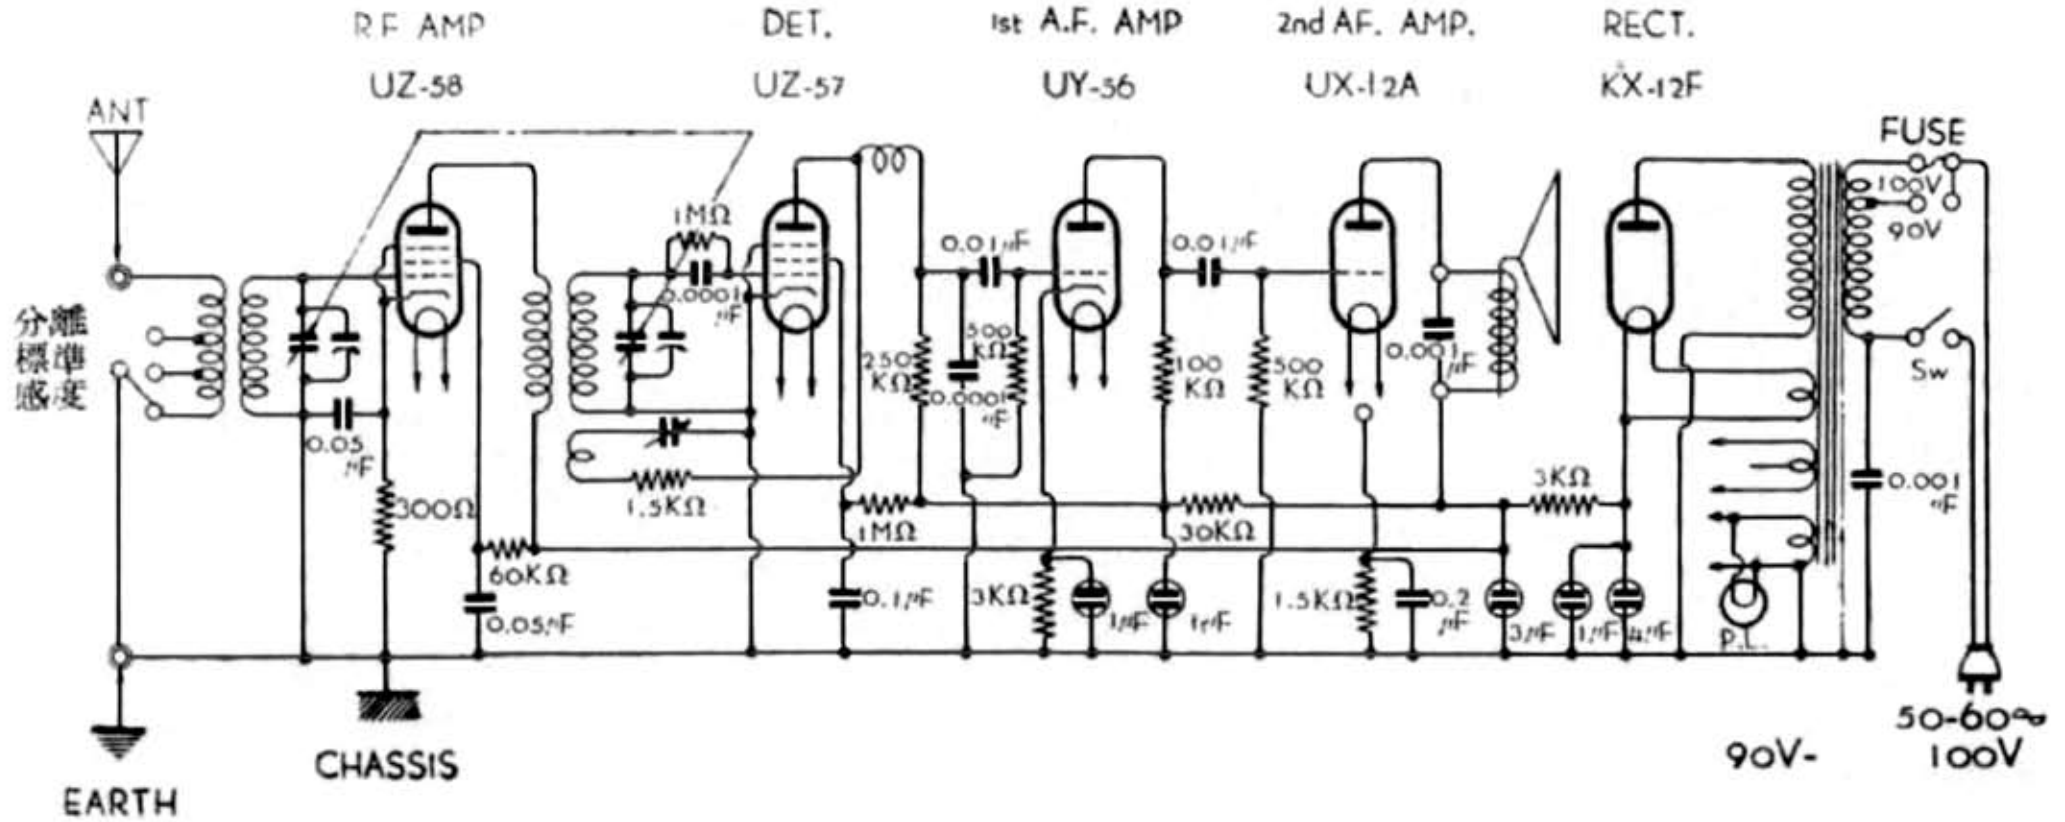 RF AMP
DET.
1st A.F. AMP
2nd AF. AMP.
RECT.
UZ-58
UZ-57
UY-56
UX-12A
KX-12F
ANT
FUSE
100V
90V
1MΩ
0.0001
μF
0.01μF
0.01μF
分離
標準
感度
0.05
μF
300Ω
1.5KΩ
250
KΩ
500
KΩ
0.0001
μF
100
KΩ
500
KΩ
0.001
μF
Sw
3KΩ
0.001
μF
1MΩ
30KΩ
60KΩ
0.05μF
0.1μF
3KΩ
1μF
1μF
1.5KΩ
0.2
μF
3μF
1μF
4μF
P.L.
CHASSIS
EARTH
90V-
50-60~
100V